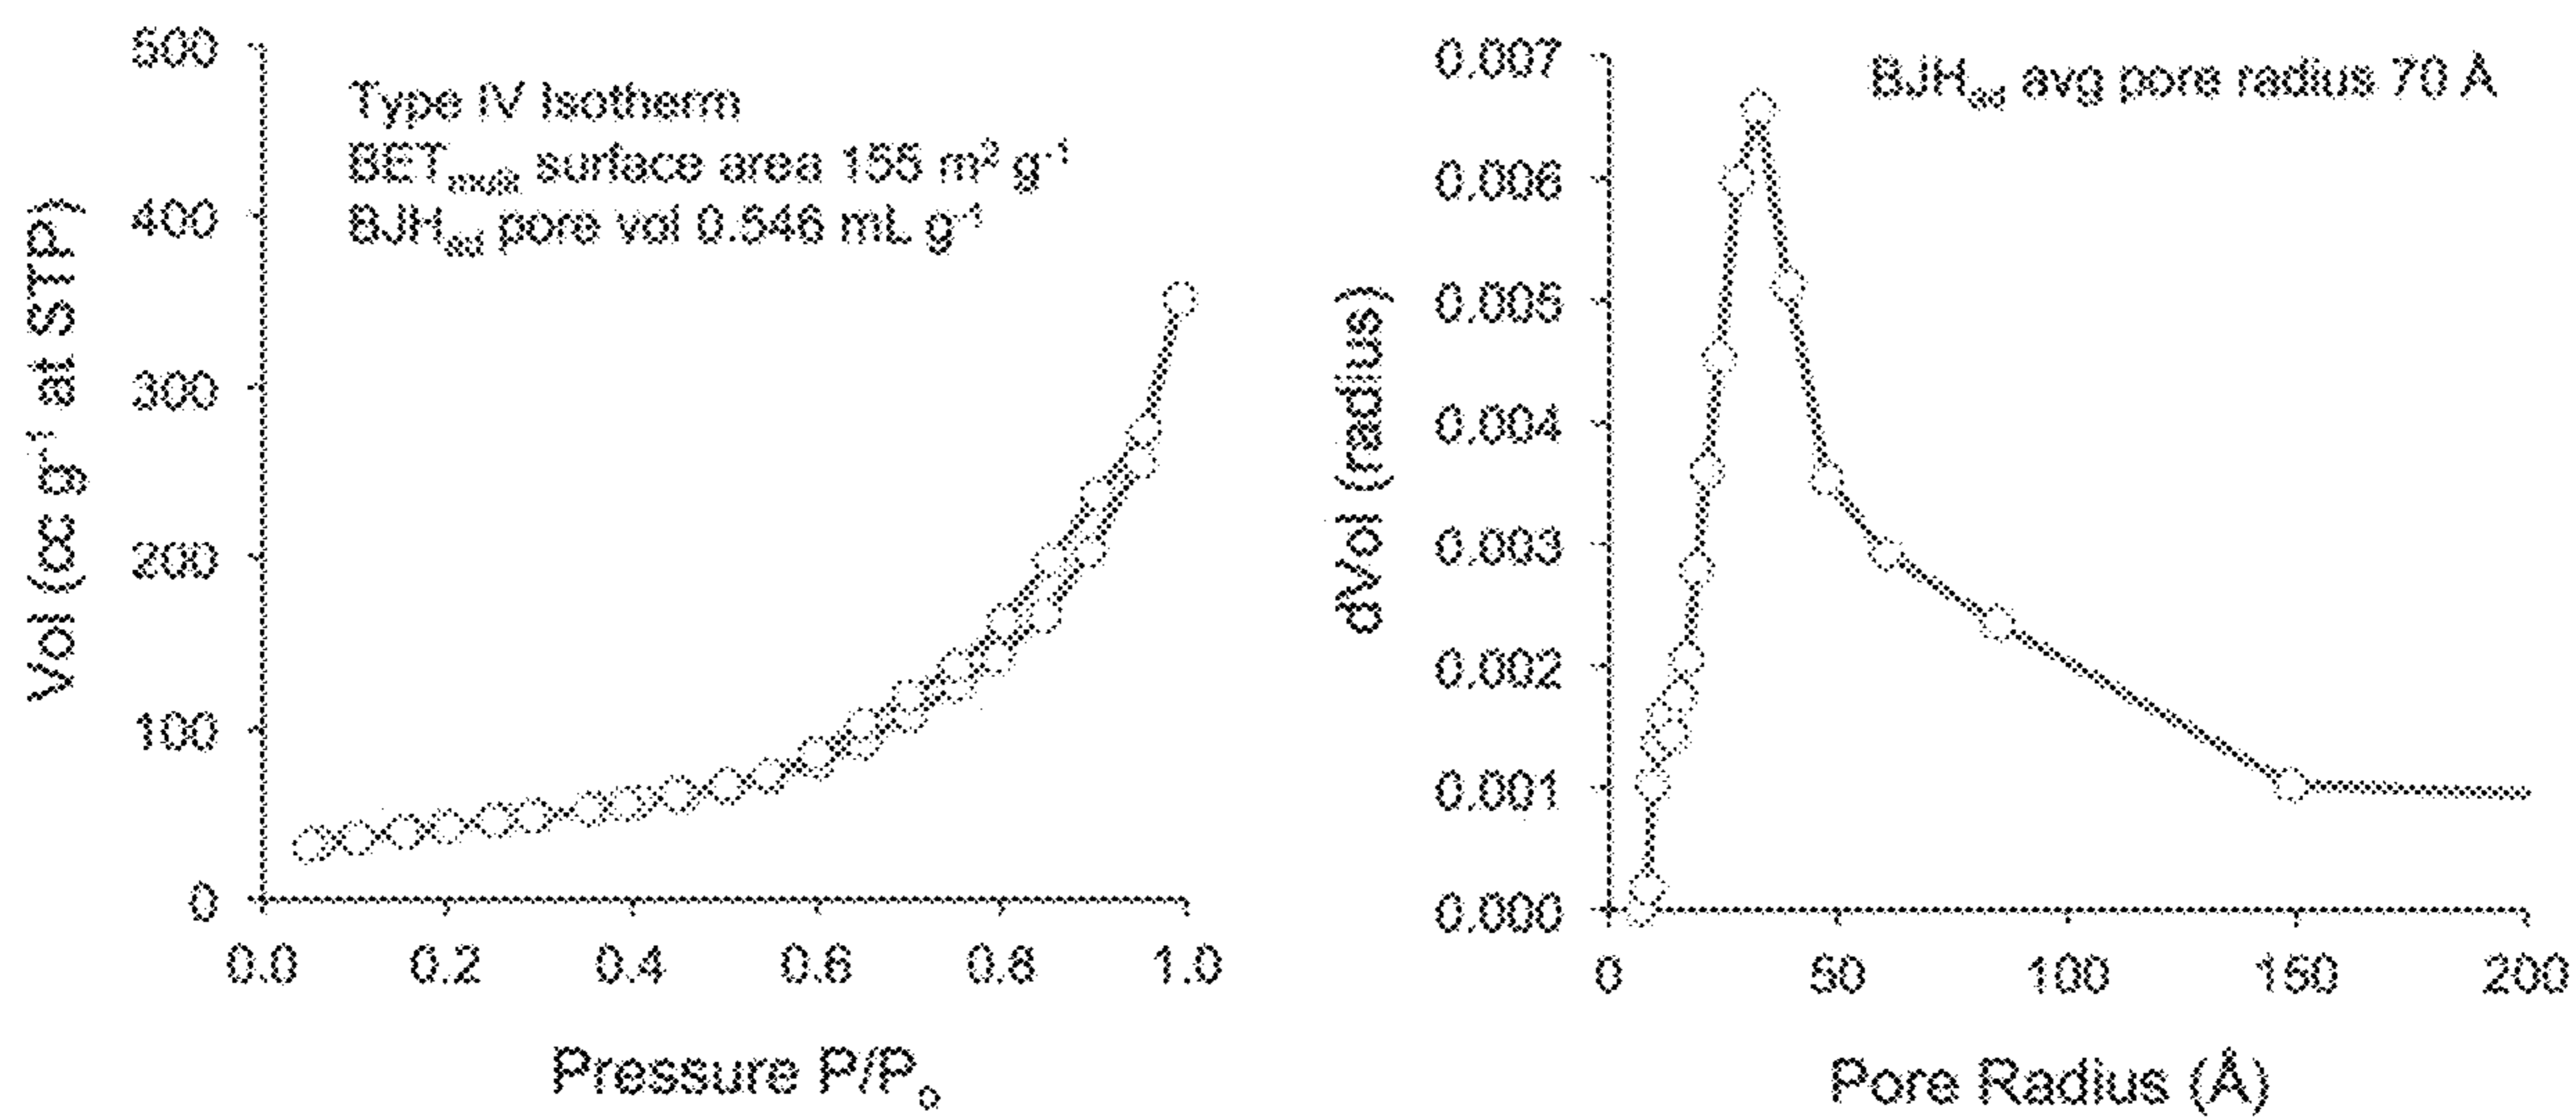 500
400
300
200
100
0
Vol (cc g⁻¹ at STP)
Type IV Isotherm
BETmulti surface area 155 m² g⁻¹
BJHad pore vol 0.546 mL g⁻¹
0.0 0.2 0.4 0.6 0.8 1.0
Pressure P/Po
0.007
0.006
0.005
0.004
0.003
0.002
0.001
0.000
dVol (radius)
BJHad avg pore radius 70 Å
0 50 100 150 200
Pore Radius (Å)